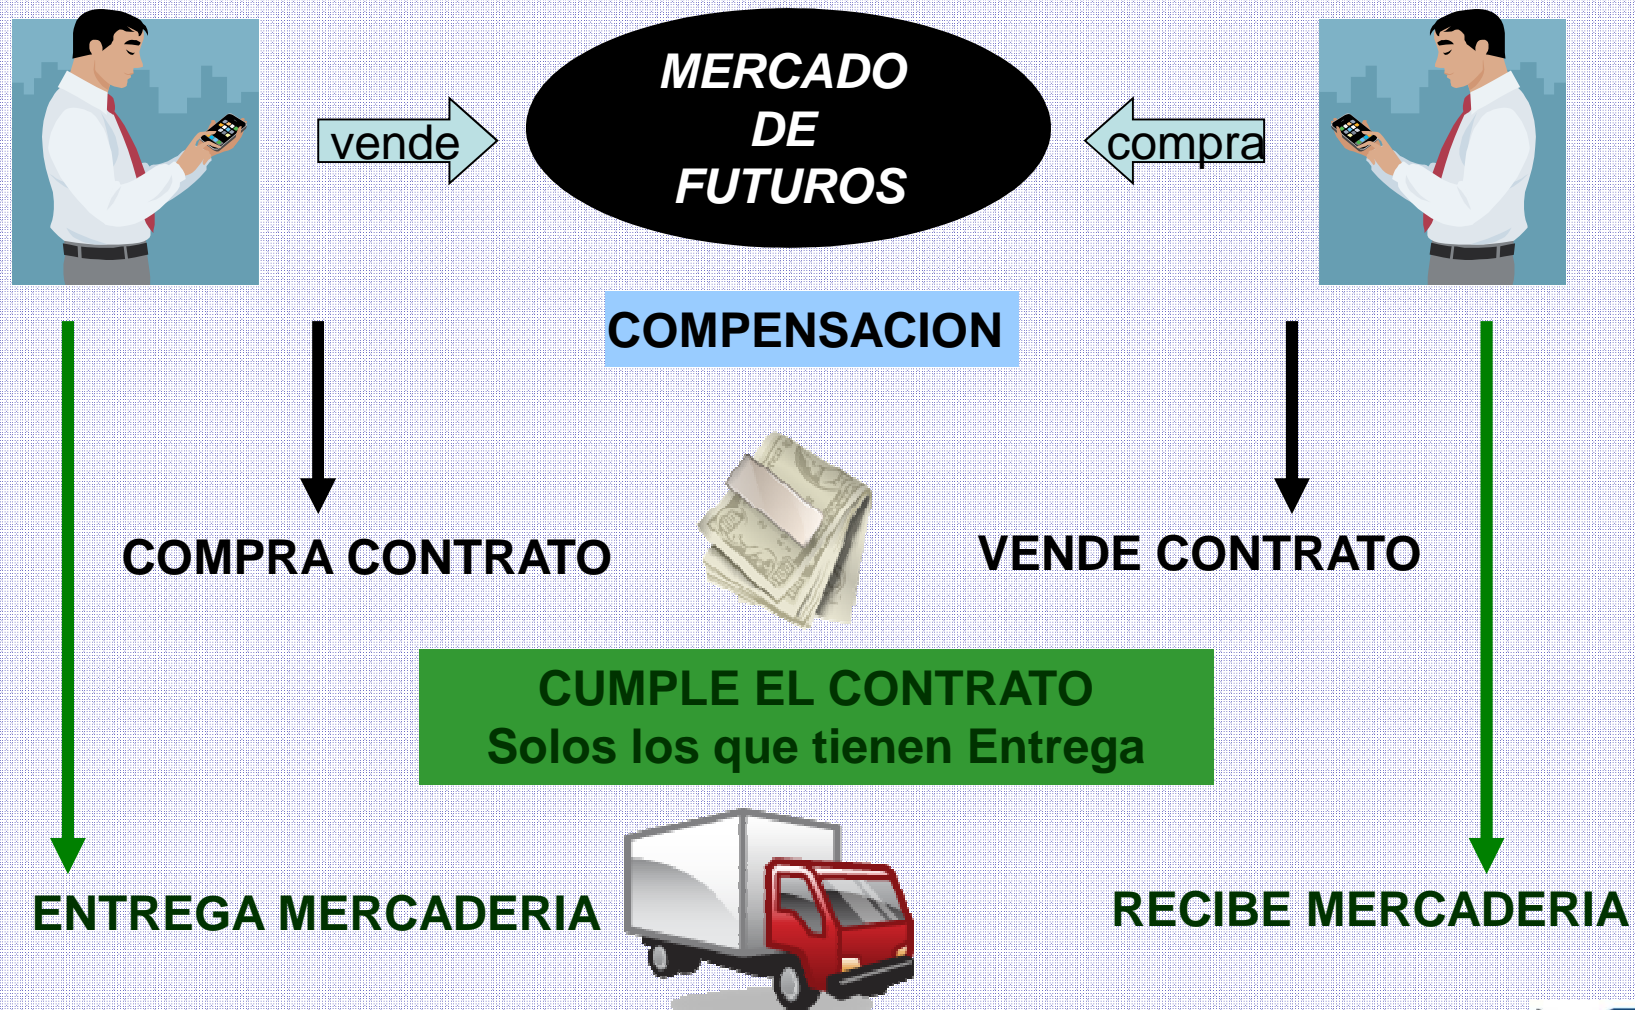 MERCADO
DE
FUTUROS
vende
compra
COMPENSACION
COMPRA CONTRATO
VENDE CONTRATO
CUMPLE EL CONTRATO
Solos los que tienen Entrega
ENTREGA MERCADERIA
RECIBE MERCADERIA